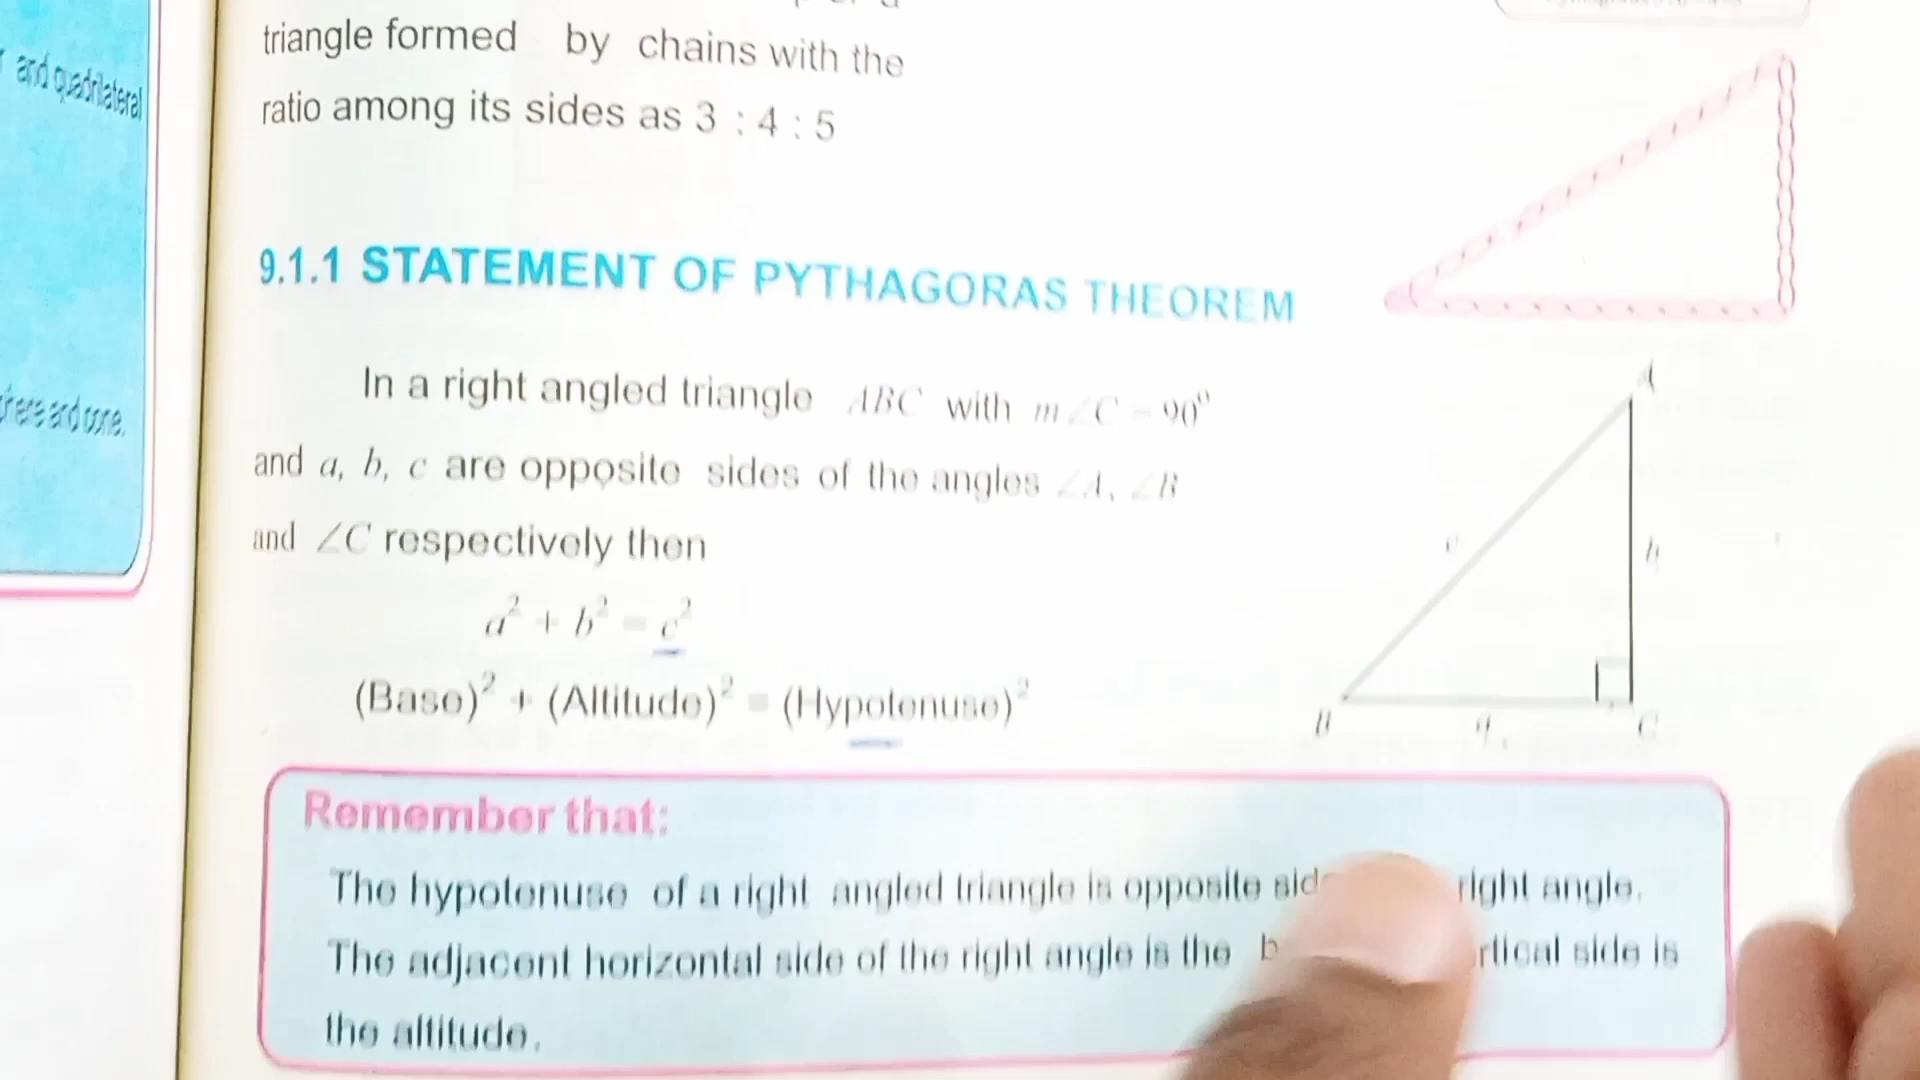 and quadrilateral
triangle formed by chains with the
ratio among its sides as 3 : 4 : 5
9.1.1 STATEMENT OF PYTHAGORAS THEOREM
In a right angled triangle ABC with m∠C = 90⁰
and a, b, c are opposite sides of the angles ∠A, ∠B
and ∠C respectively then
a² + b² = c²
(Base)² + (Altitude)² = (Hypotenuse)²
A
c
b
B
a
C
and cone.
Remember that:
The hypotenuse of a right angled triangle is opposite right angle.
The adjacent horizontal side of the right angle is the side is
the altitude.